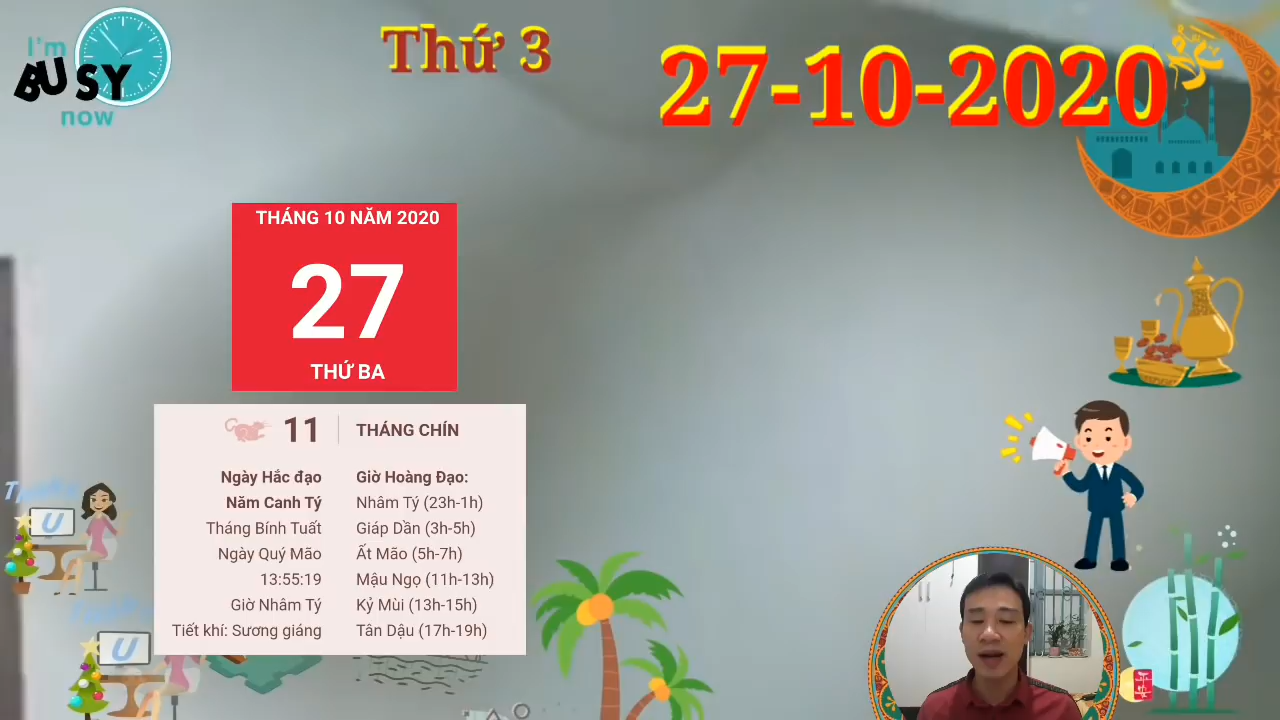 I'm
BUSY
now
Thứ 3
27-10-2020
THÁNG 10 NĂM 2020
27
THỨ BA
11 THÁNG CHÍN
Ngày Hắc đạo
Năm Canh Tý
Tháng Bính Tuất
Ngày Quý Mão
13:55:19
Giờ Nhâm Tý
Tiết khí: Sương giáng
Giờ Hoàng Đạo:
Nhâm Tý (23h-1h)
Giáp Dần (3h-5h)
Ất Mão (5h-7h)
Mậu Ngọ (11h-13h)
Kỷ Mùi (13h-15h)
Tân Dậu (17h-19h)
U
U